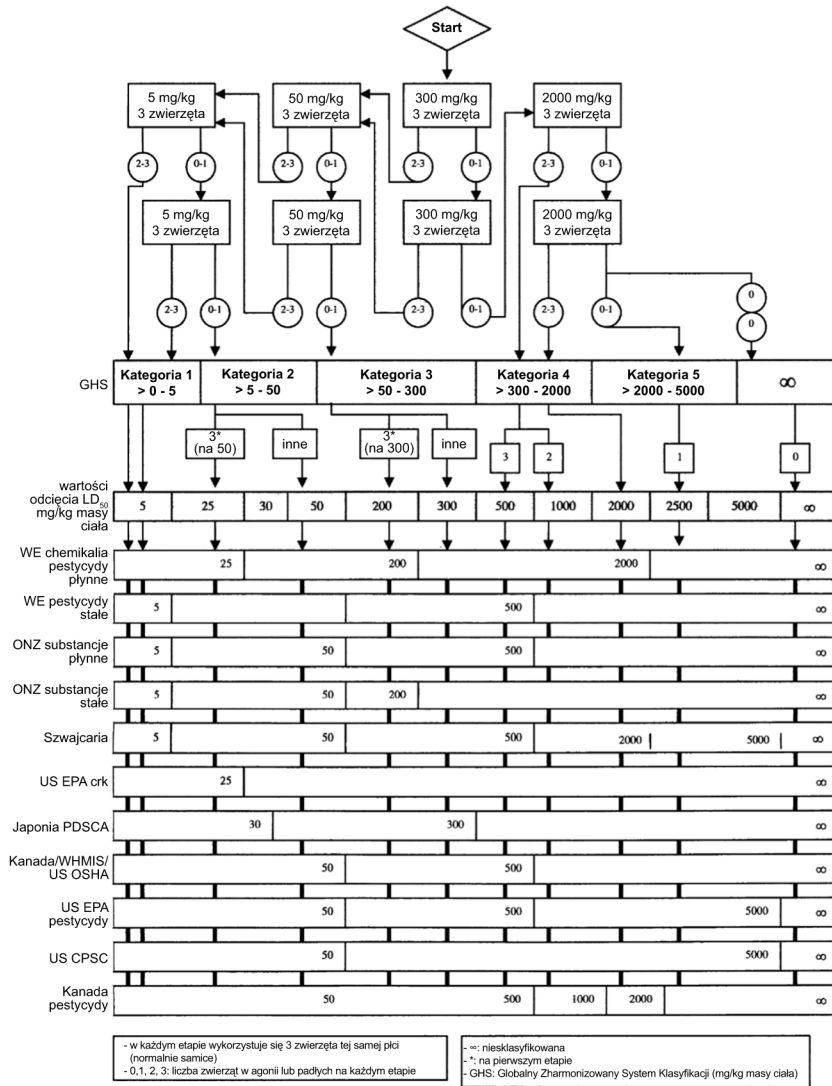 Start
5 mg/kg
3 zwierzęta
50 mg/kg
3 zwierzęta
300 mg/kg
3 zwierzęta
2000 mg/kg
3 zwierzęta
2-3
0-1
2-3
0-1
2-3
0-1
2-3
0-1
5 mg/kg
3 zwierzęta
50 mg/kg
3 zwierzęta
300 mg/kg
3 zwierzęta
2000 mg/kg
3 zwierzęta
2-3
0-1
2-3
0-1
2-3
0-1
2-3
0-1
0
0
GHS
Kategoria 1
> 0 - 5
Kategoria 2
> 5 - 50
Kategoria 3
> 50 - 300
Kategoria 4
> 300 - 2000
Kategoria 5
> 2000 - 5000
∞
3*
(na 50)
inne
3*
(na 300)
inne
3
2
1
0
wartości
odcięcia LD50
mg/kg masy
ciała
5
25
30
50
200
300
500
1000
2000
2500
5000
∞
WE chemikalia
pestycydy
płynne
25
200
2000
∞
WE pestycydy
stałe
5
500
∞
ONZ substancje
płynne
5
50
500
∞
ONZ substancje
stałe
5
50
200
∞
Szwajcaria
5
50
500
2000
5000
∞
US EPA crk
25
∞
Japonia PDSCA
30
300
∞
Kanada/WHMIS/
US OSHA
50
500
∞
US EPA
pestycydy
50
500
5000
∞
US CPSC
50
5000
∞
Kanada
pestycydy
50
500
1000
2000
∞
- w każdym etapie wykorzystuje się 3 zwierzęta tej samej płci
(normalnie samice)
- 0,1, 2, 3: liczba zwierząt w agonii lub padłych na każdym etapie
- ∞: niesklasyfikowana
- *: na pierwszym etapie
- GHS: Globalny Zharmonizowany System Klasyfikacji (mg/kg masy ciała)